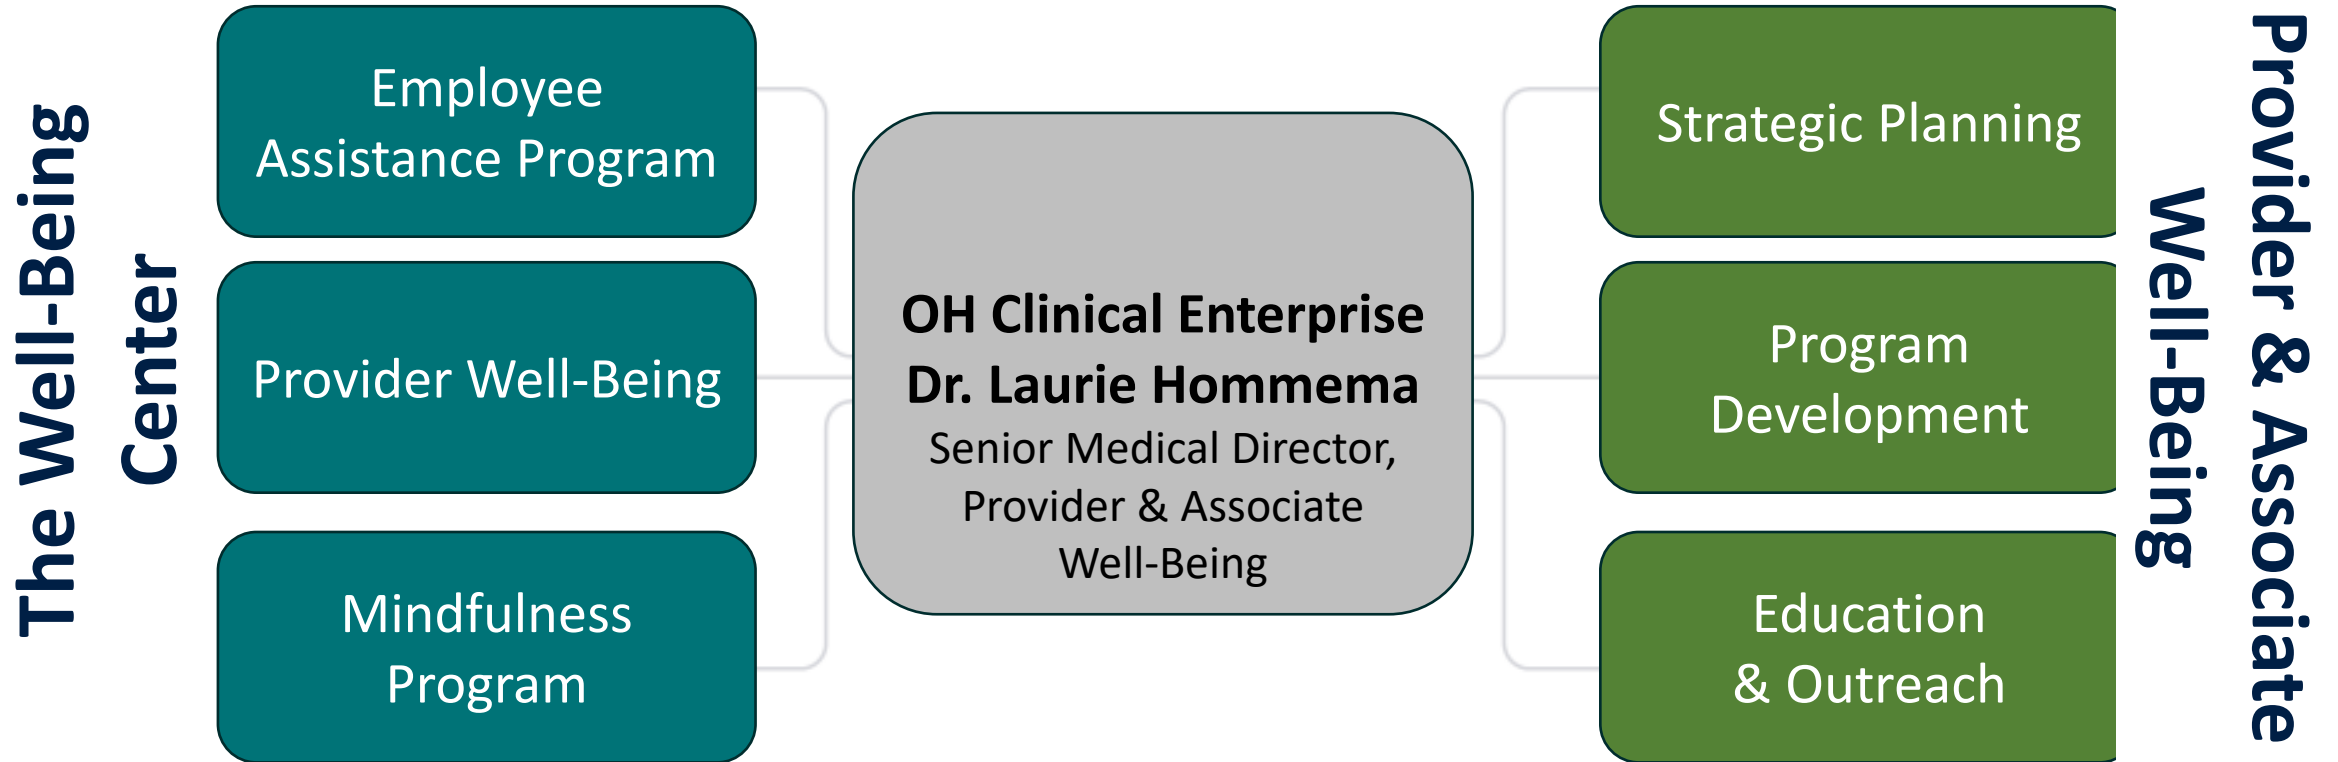 The Well-Being
Center
Employee
Assistance Program
Provider Well-Being
Mindfulness
Program
OH Clinical Enterprise
Dr. Laurie Hommema
Senior Medical Director,
Provider & Associate
Well-Being
Strategic Planning
Program
Development
Education
& Outreach
Provider & Associate
Well-Being